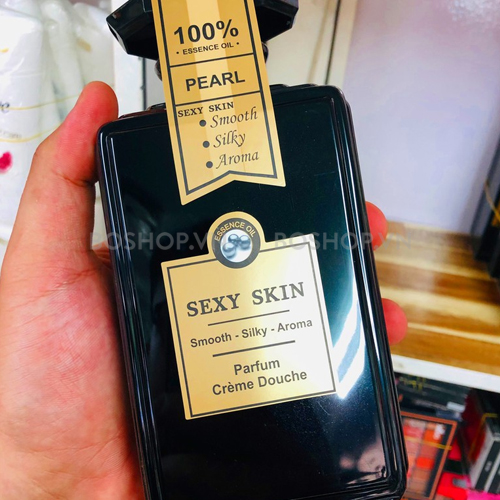 100%
• ESSENCE OIL •
PEARL
SEXY SKIN
• Smooth
• Silky
• Aroma
ESSENCE OIL
SEXY SKIN
Smooth - Silky - Aroma
Parfum
Crème Douche